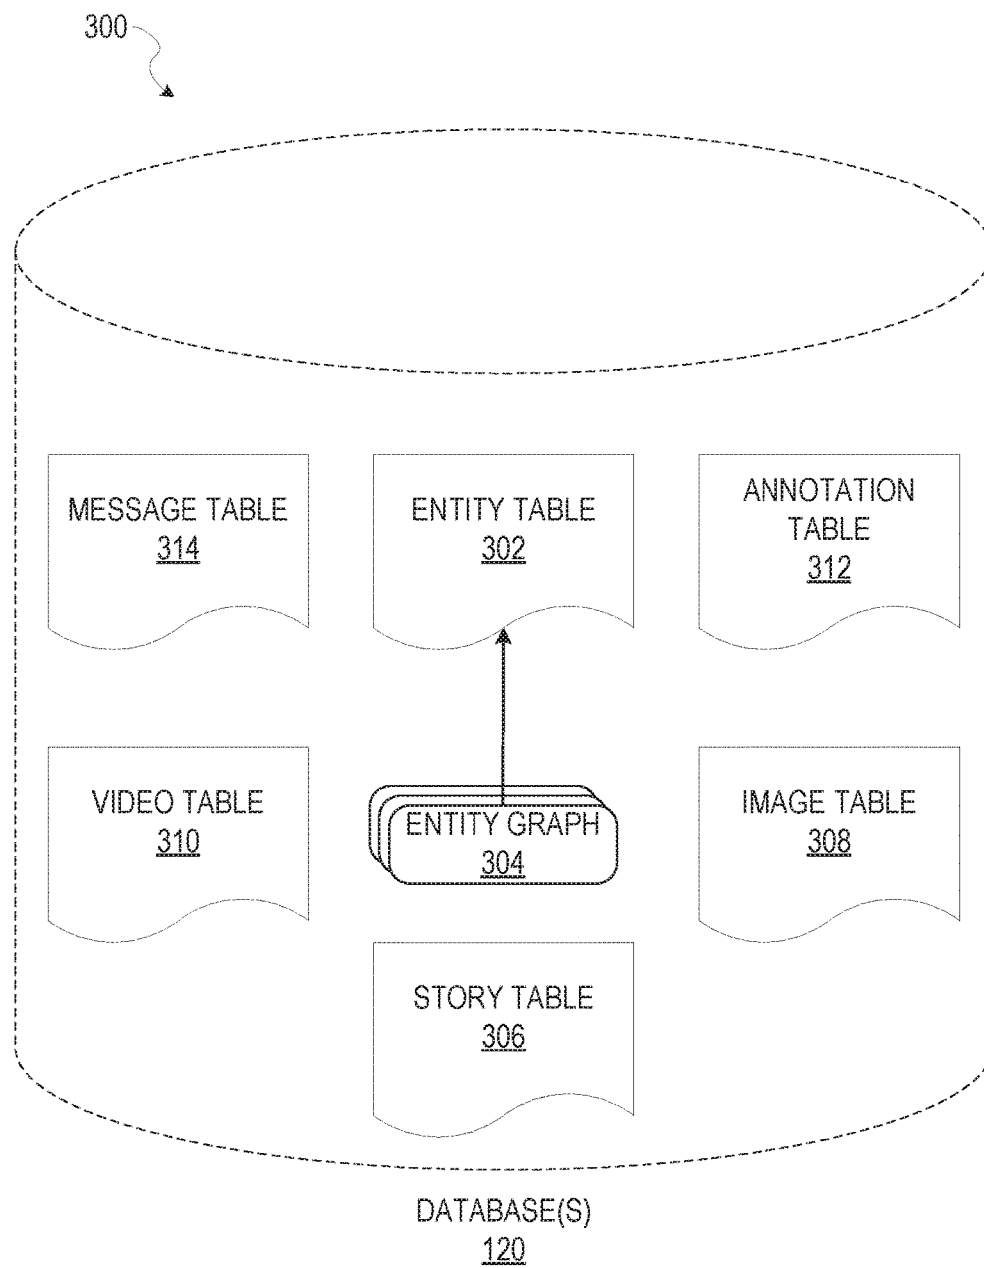 300
MESSAGE TABLE
314
ENTITY TABLE
302
ANNOTATION
TABLE
312
VIDEO TABLE
310
ENTITY GRAPH
304
IMAGE TABLE
308
STORY TABLE
306
DATABASE(S)
120